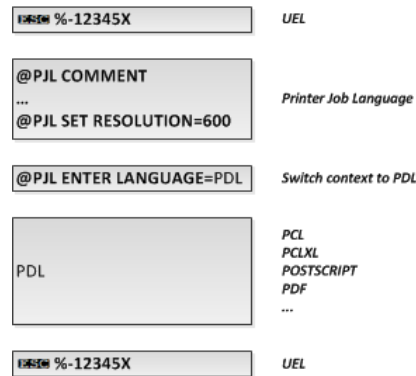 ESC %-12345X UEL
@PJL COMMENT
...
@PJL SET RESOLUTION=600
Printer Job Language
@PJL ENTER LANGUAGE=PDL Switch context to PDL
PDL
PCL
PCLXL
POSTSCRIPT
PDF
...
ESC %-12345X UEL